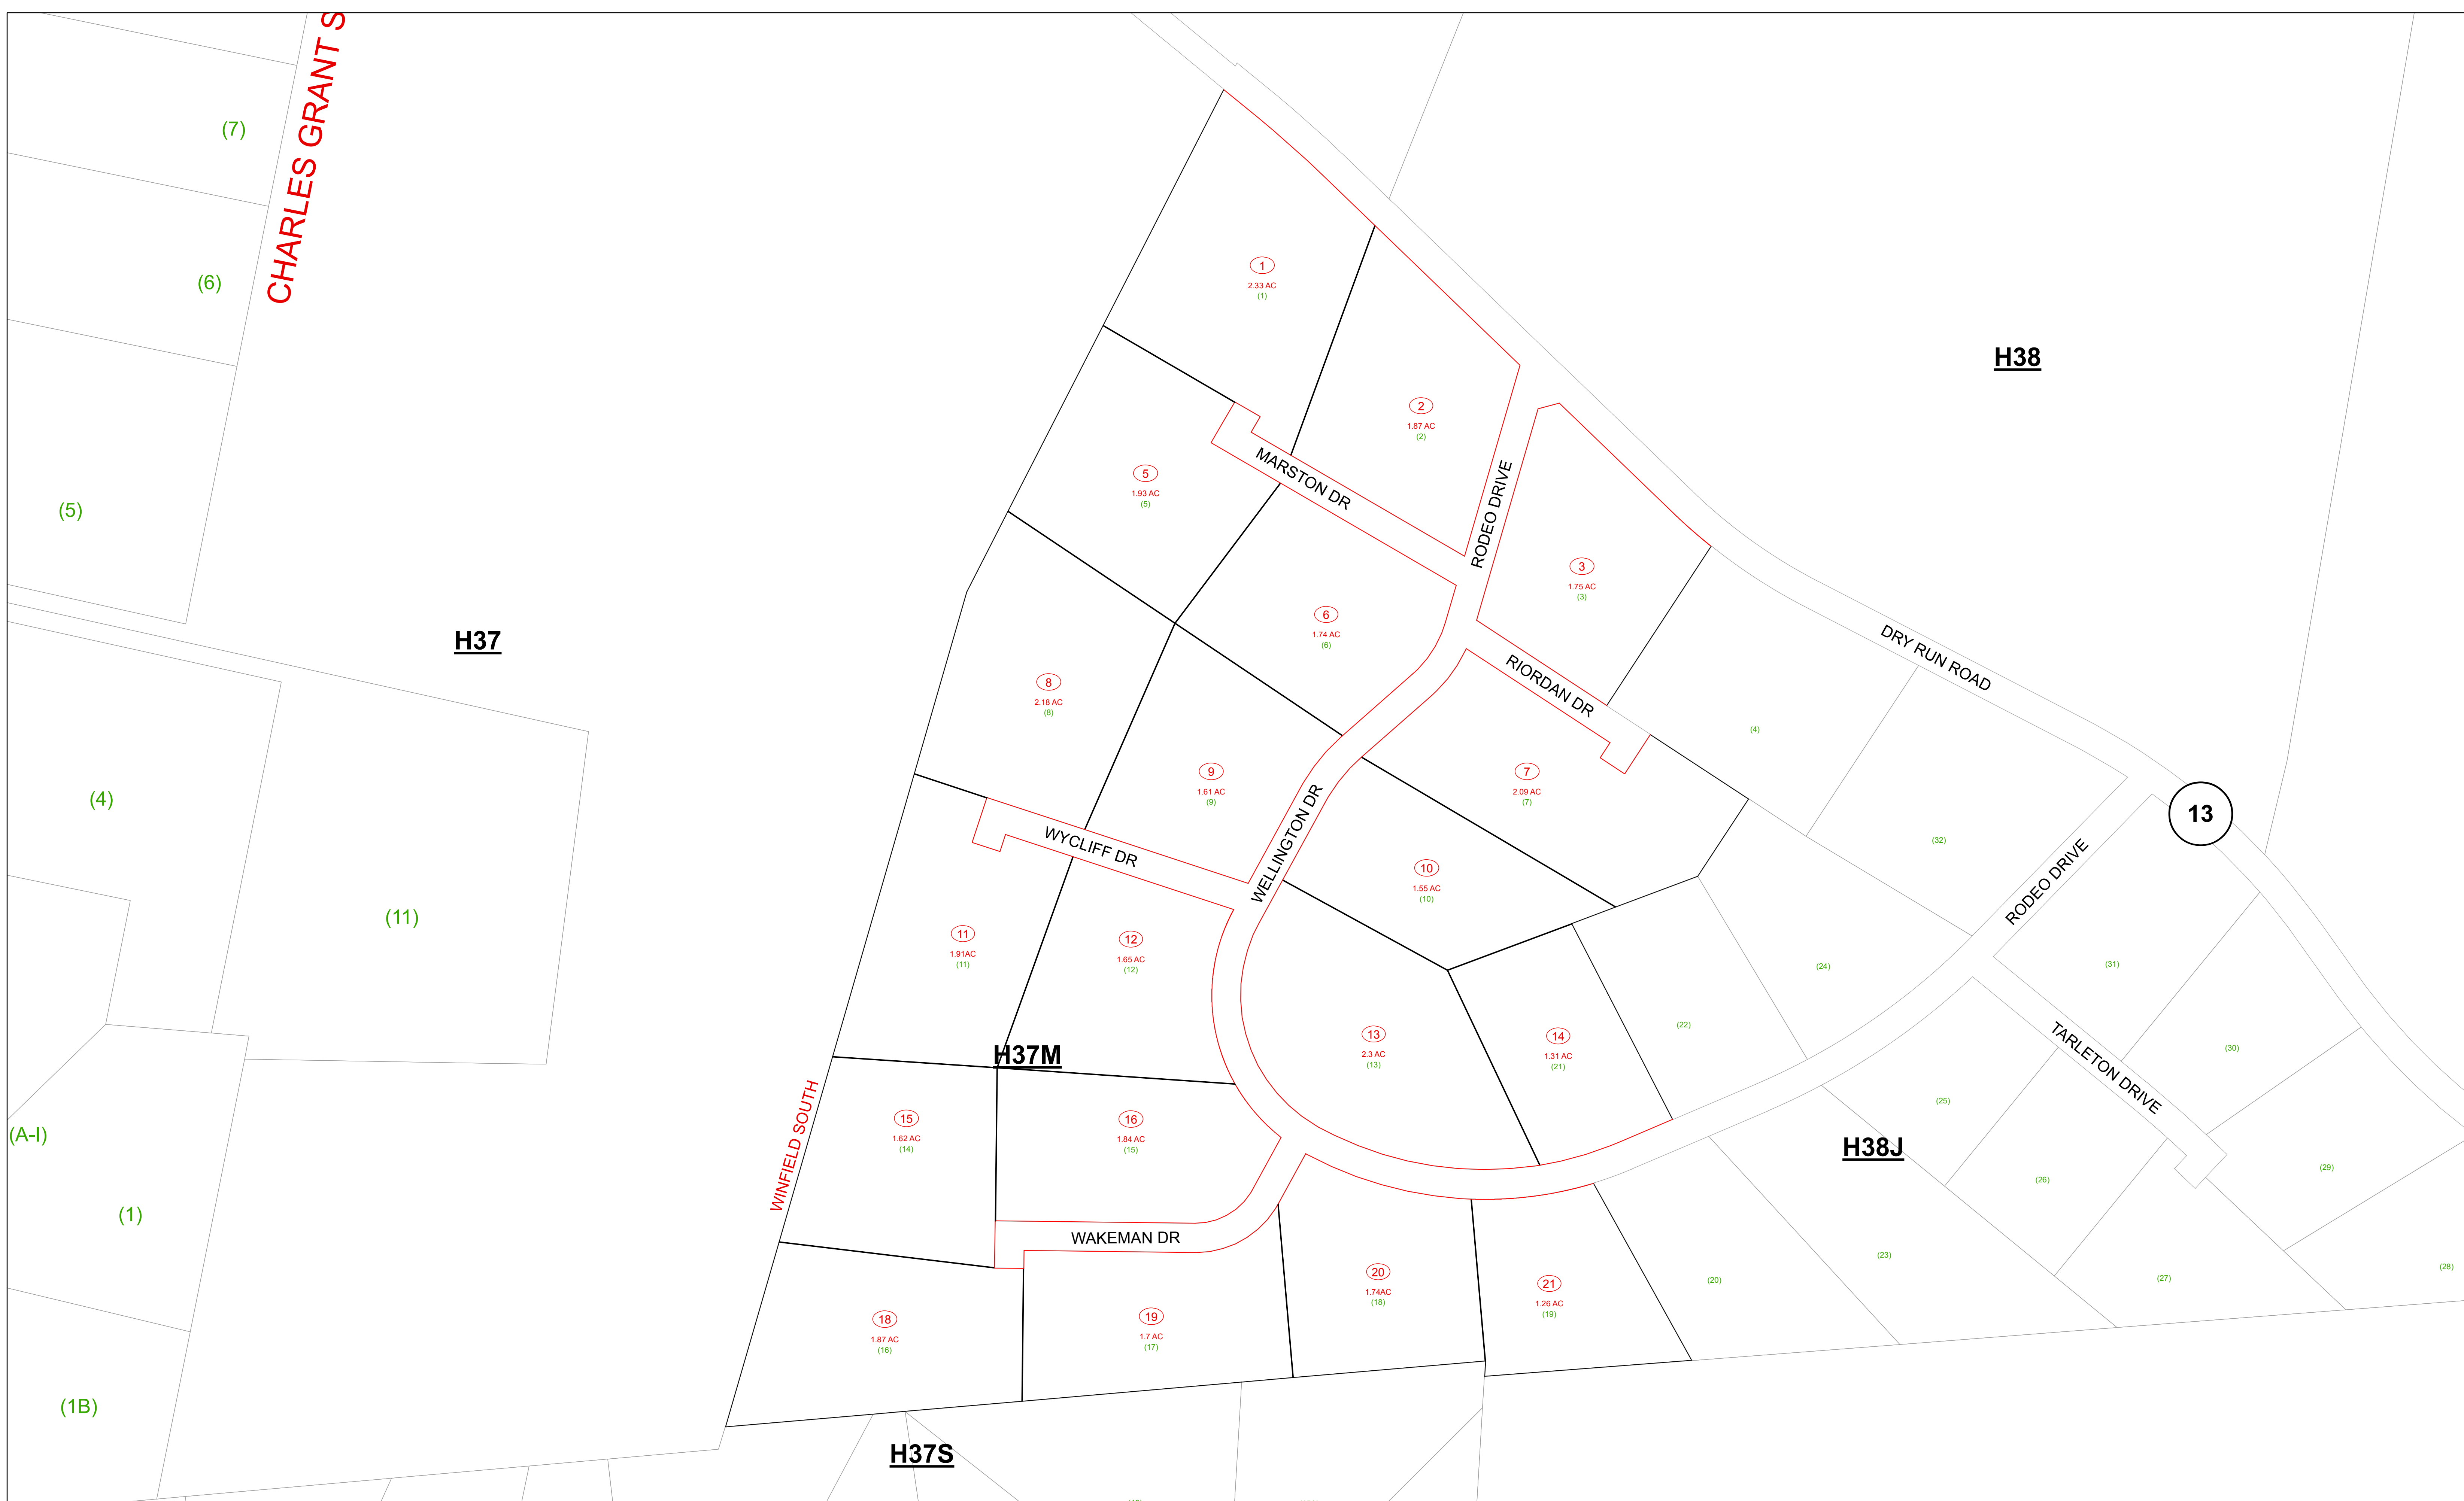 CHARLES GRANT S
(7)
(6)
(5)
H37
(4)
(11)
(A-I)
(1)
(1B)
1
2.33 AC
(1)
2
1.87 AC
(2)
H38
5
1.93 AC
(5)
MARSTON DR
RODEO DRIVE
3
1.75 AC
(3)
6
1.74 AC
(6)
RIORDAN DR
DRY RUN ROAD
8
2.18 AC
(8)
9
1.61 AC
(9)
7
2.09 AC
(7)
(4)
(32)
13
WYCLIFF DR
WELLINGTON DR
10
1.55 AC
(10)
RODEO DRIVE
11
1.91AC
(11)
12
1.65 AC
(12)
(24)
(31)
H37M
13
2.3 AC
(13)
14
1.31 AC
(21)
(22)
(30)
TARLETON DRIVE
WINFIELD SOUTH
15
1.62 AC
(14)
16
1.84 AC
(15)
(25)
H38J
(26)
(29)
WAKEMAN DR
18
1.87 AC
(16)
19
1.7 AC
(17)
20
1.74AC
(18)
21
1.26 AC
(19)
(20)
(23)
(27)
(28)
H37S